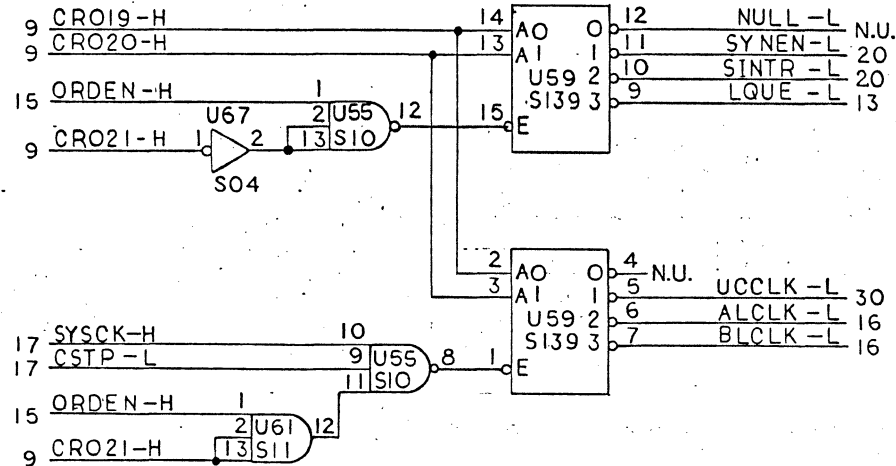 9 CRO19-H 14 AO 0 12 NULL-L N.U.
9 CRO20-H 13 A1 1 11 SYNEN-L 20
U59 2 10 SINTR-L 20
15 ORDEN-H 1 S139 3 9 LQUE-L 13
U67 2 U55 12 15 E
9 CRO21-H 1 2 13 S10
S04
2 AO 0 4 N.U.
3 A1 1 5 UCCLK-L 30
U59 2 6 ALCLK-L 16
17 SYSCK-H 10 S139 3 7 BLCLK-L 16
17 CSTP-L 9 U55 8 1 E
11 S10
15 ORDEN-H 1
2 U61 12
9 CRO21-H 13 S11